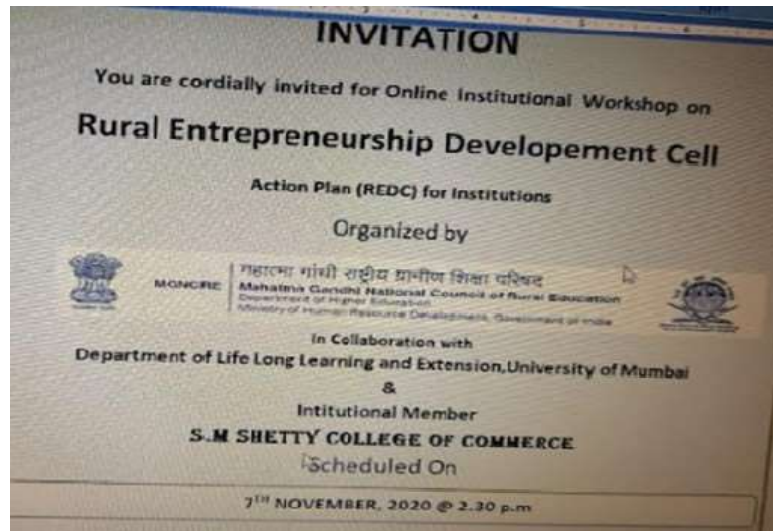 INVITATION
You are cordially invited for Online Institutional Workshop on
Rural Entrepreneurship Developement Cell
Action Plan (REDC) for Institutions
Organized by
महात्मा गांधी राष्ट्रीय ग्रामीण शिक्षा परिषद
MGNCRE
Mahatma Gandhi National Council of Rural Education
Department of Higher Education
Ministry of Human Resource Development, Government of India
In Collaboration with
Department of Life Long Learning and Extension,University of Mumbai
&
Intitutional Member
S.M SHETTY COLLEGE OF COMMERCE
Scheduled On
7TH NOVEMBER, 2020 @ 2.30 p.m